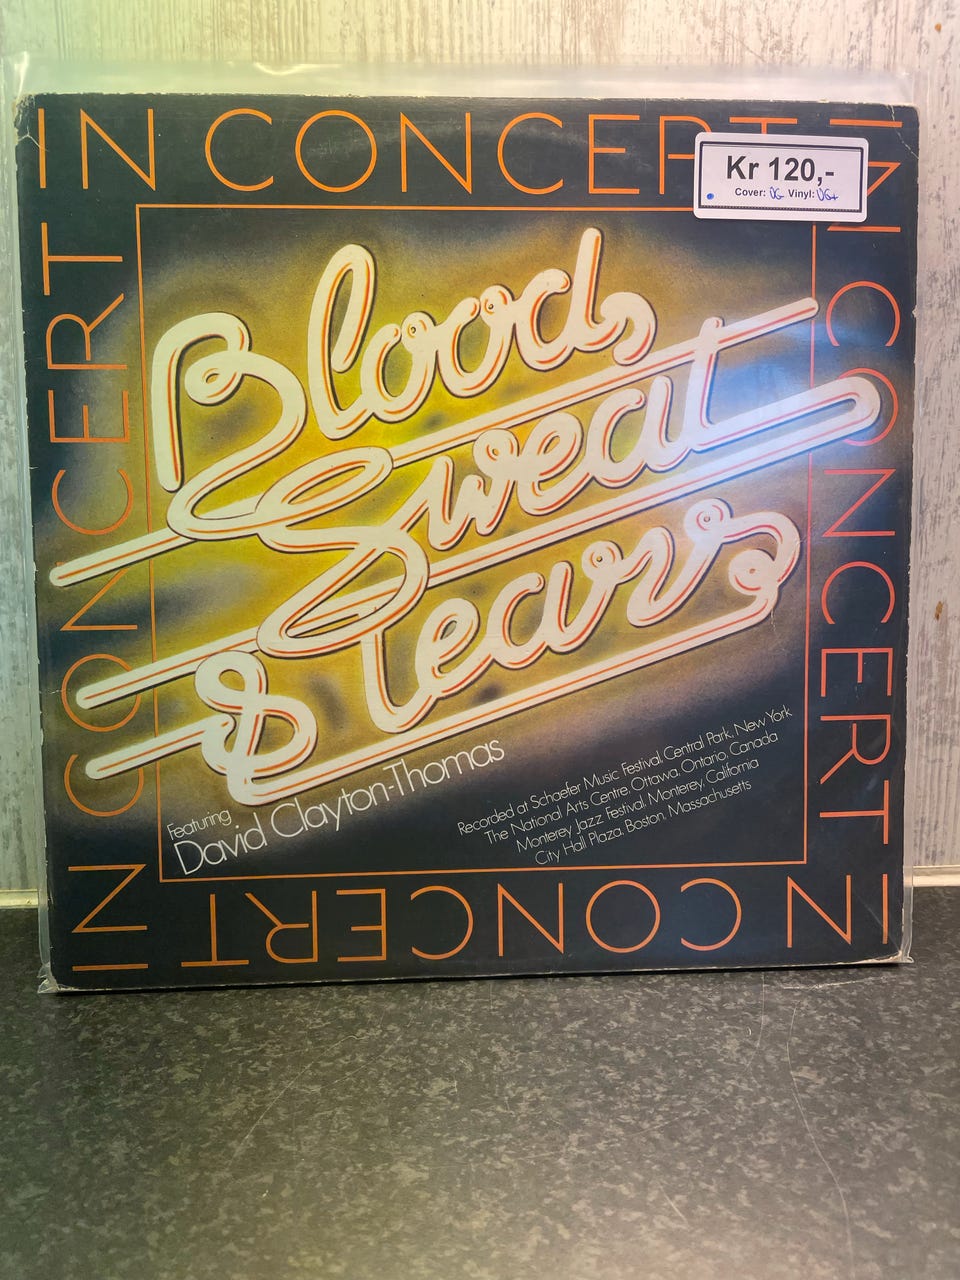 IN CONCERT IN CONCERT IN CONCERT IN CONCERT
Kr 120,-
Cover: VG Vinyl: VG+
Blood,
Sweat
& Tears
Featuring
David Clayton-Thomas
Recorded at Schaefer Music Festival, Central Park, New York
The National Arts Centre, Ottawa, Ontario, Canada
Monterey Jazz Festival, Monterey, California
City Hall Plaza, Boston, Massachusetts